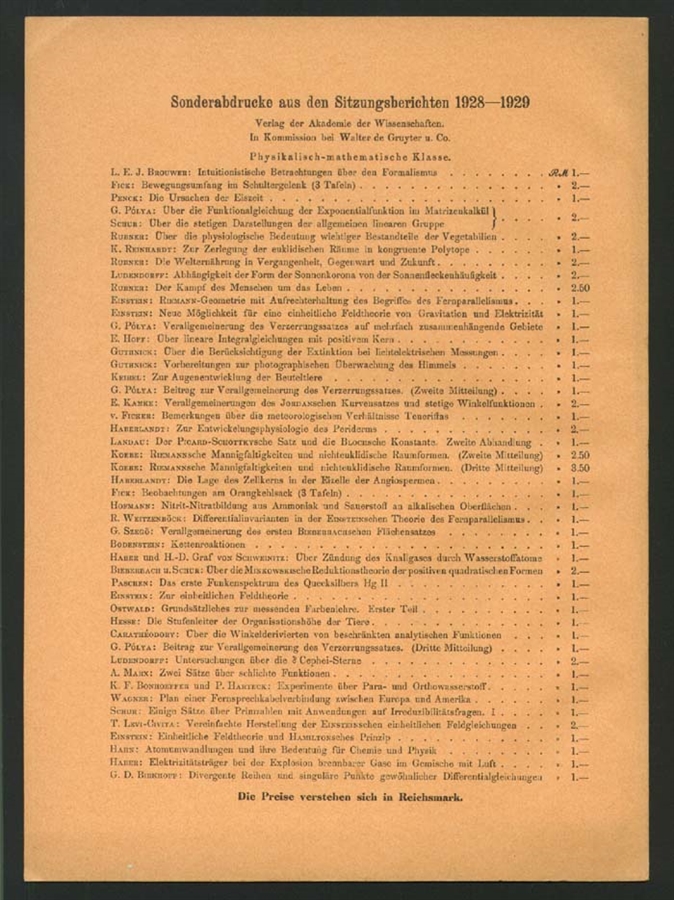 Sonderabdrucke aus den Sitzungsberichten 1928—1929
Verlag der Akademie der Wissenschaften.
In Kommission bei Walter de Gruyter u. Co.
Physikalisch-mathematische Klasse.
L. E. J. Brouwer: Intuitionistische Betrachtungen über den Formalismus . . . . . . . . RM 1.—
Fick: Bewegungsumfang im Schultergelenk (3 Tafeln) . . . . . . . . » 2.—
Penck: Die Ursachen der Eiszeit . . . . . . . . » 1.—
G. Pólya: Über die Funktionalgleichung der Exponentialfunktion im Matrizenkalkül
Schur: Über die stetigen Darstellungen der allgemeinen linearen Gruppe } . . . . » 2.—
Rubner: Über die physiologische Bedeutung wichtiger Bestandteile der Vegetabilien . . . . » 2.—
K. Reinhardt: Zur Zerlegung der euklidischen Räume in kongruente Polytope . . . . » 1.—
Rubner: Die Welternährung in Vergangenheit, Gegenwart und Zukunft . . . . » 2.—
Ludendorff: Abhängigkeit der Form der Sonnenkorona von der Sonnenfleckenhäufigkeit . . . . » 2.—
Rubner: Der Kampf des Menschen um das Leben . . . . » 2.50
Einstein: Riemann-Geometrie mit Aufrechterhaltung des Begriffes des Fernparallelismus . . . . » 1.—
Einstein: Neue Möglichkeit für eine einheitliche Feldtheorie von Gravitation und Elektrizität » 1.—
G. Pólya: Verallgemeinerung des Verzerrungssatzes auf mehrfach zusammenhängende Gebiete » 1.—
E. Hopf: Über lineare Integralgleichungen mit positivem Kern . . . . » 1.—
Guthnick: Über die Berücksichtigung der Extinktion bei lichtelektrischen Messungen . . . . » 1.—
Guthnick: Vorbereitungen zur photographischen Überwachung des Himmels . . . . » 1.—
Keibel: Zur Augenentwicklung der Beuteltiere . . . . » 1.—
G. Pólya: Beitrag zur Verallgemeinerung des Verzerrungssatzes. (Zweite Mitteilung) . . . . » 1.—
E. Kamke: Verallgemeinerungen des Jordanschen Kurvensatzes und stetige Winkelfunktionen . » 2.—
v. Ficker: Bemerkungen über die meteorologischen Verhältnisse Teneriffas . . . . » 1.—
Haberlandt: Zur Entwickelungsphysiologie des Periderms . . . . » 2.—
Landau: Der Picard-Schottkysche Satz und die Blochsche Konstante. Zweite Abhandlung . » 1.—
Koebe: Riemannsche Mannigfaltigkeiten und nichteuklidische Raumformen. (Zweite Mitteilung) » 2.50
Koebe: Riemannsche Mannigfaltigkeiten und nichteuklidische Raumformen. (Dritte Mitteilung) » 3.50
Haberlandt: Die Lage des Zellkerns in der Eizelle der Angiospermen . . . . » 1.—
Fick: Beobachtungen am Orangkehlsack (3 Tafeln) . . . . » 1.—
Hofmann: Nitrit-Nitratbildung aus Ammoniak und Sauerstoff an alkalischen Oberflächen . . . . » 1.—
R. Weitzenböck: Differentialinvarianten in der Einsteinschen Theorie des Fernparallelismus . . » 1.—
G. Szegö: Verallgemeinerung des ersten Bieberbachschen Flächensatzes . . . . » 1.—
Bodenstein: Kettenreaktionen . . . . » 1.—
Haber und H.-D. Graf von Schweinitz: Über Zündung des Knallgases durch Wasserstoffatome » 1.—
Bieberbach u. Schur: Über die Minkowskische Reduktionstheorie der positiven quadratischen Formen » 2.—
Paschen: Das erste Funkenspektrum des Quecksilbers Hg II . . . . » 1.—
Einstein: Zur einheitlichen Feldtheorie . . . . » 1.—
Ostwald: Grundsätzliches zur messenden Farbenlehre. Erster Teil . . . . » 1.—
Hesse: Die Stufenleiter der Organisationshöhe der Tiere . . . . » 1.—
Carathéodory: Über die Winkelderivierten von beschränkten analytischen Funktionen . . . . » 1.—
G. Pólya: Beitrag zur Verallgemeinerung des Verzerrungssatzes. (Dritte Mitteilung) . . . . » 1.—
Ludendorff: Untersuchungen über die δ Cephei-Sterne . . . . » 2.—
A. Marx: Zwei Sätze über schlichte Funktionen . . . . » 1.—
K. F. Bonhoeffer und P. Harteck: Experimente über Para- und Orthowasserstoff . . . . » 1.—
Wagner: Plan einer Fernsprechkabelverbindung zwischen Europa und Amerika . . . . » 1.—
Schur: Einige Sätze über Primzahlen mit Anwendungen auf Irreduzibilitätsfragen. I . . . . » 1.—
T. Levi-Civita: Vereinfachte Herstellung der Einsteinschen einheitlichen Feldgleichungen . . . . » 2.—
Einstein: Einheitliche Feldtheorie und Hamiltonsches Prinzip . . . . » 1.—
Hahn: Atomumwandlungen und ihre Bedeutung für Chemie und Physik . . . . » 1.—
Haber: Elektrizitätsträger bei der Explosion brennbarer Gase im Gemische mit Luft . . . . » 1.—
G. D. Birkhoff: Divergente Reihen und singuläre Punkte gewöhnlicher Differentialgleichungen » 1.—
Die Preise verstehen sich in Reichsmark.